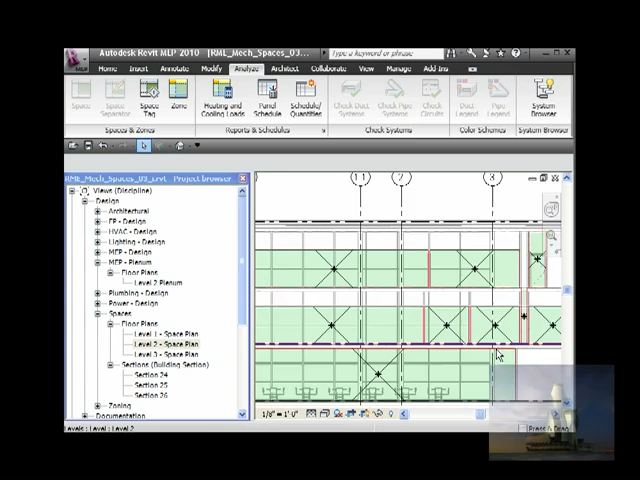 Autodesk Revit MEP 2010 - [RME_Mech_Spaces_03...
Type a keyword or phrase
Home Insert Annotate Modify Analyze Architect Collaborate View Manage Add-Ins
Space Space Separator Space Tag Zone Heating and Cooling Loads Panel Schedule Schedule/ Quantities Check Duct Systems Check Pipe Systems Check Circuits Duct Legend Pipe Legend System Browser
Spaces & Zones Reports & Schedules Check Systems Color Schemes System Browser
RME_Mech_Spaces_03_i.rvt - Project browser
Views (Discipline)
Design
Architectural
FP - Design
HVAC - Design
Lighting - Design
MEP - Design
MEP - Plenum
Floor Plans
Level 2 Plenum
Plumbing - Design
Power - Design
Spaces
Floor Plans
Level 1 - Space Plan
Level 2 - Space Plan
Level 3 - Space Plan
Sections (Building Section)
Section 24
Section 25
Section 26
Zoning
Documentation
2 3
1/8" = 1'-0"
Levels : Level : Level 2
Press & Drag